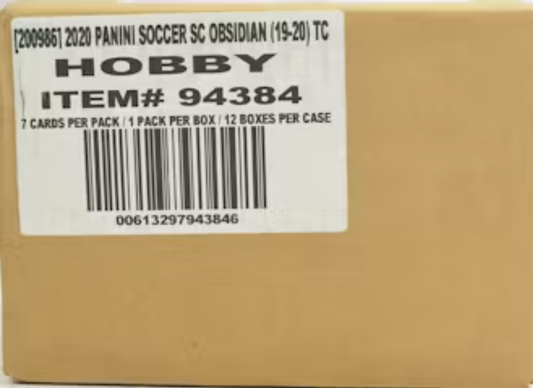 [200986] 2020 PANINI SOCCER SC OBSIDIAN (19-20) TC
HOBBY
ITEM# 94384
7 CARDS PER PACK / 1 PACK PER BOX / 12 BOXES PER CASE
00613297943846